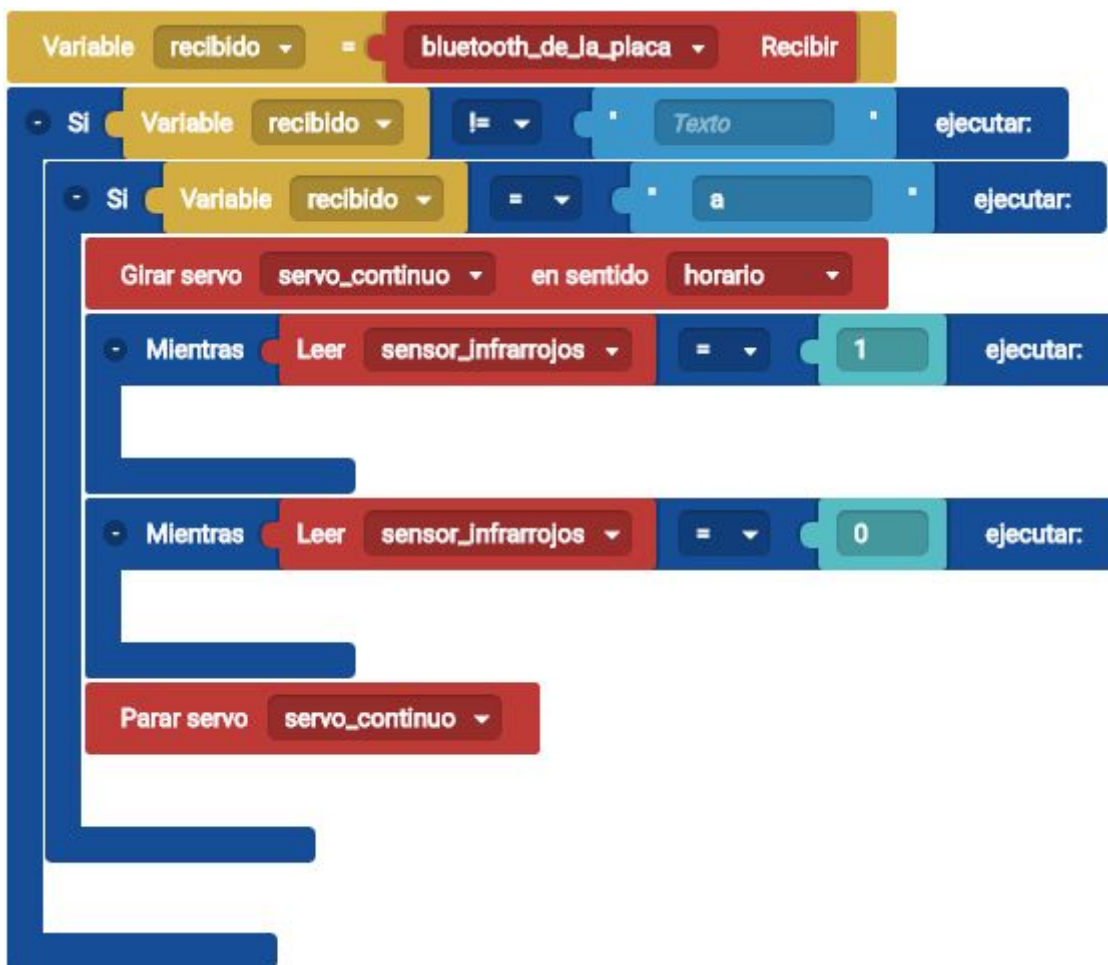 Variable recibido = bluetooth_de_la_placa Recibir
- Si Variable recibido != " Texto " ejecutar:
- Si Variable recibido = " a " ejecutar:
Girar servo servo_continuo en sentido horario
- Mientras Leer sensor_infrarrojos = 1 ejecutar:
- Mientras Leer sensor_infrarrojos = 0 ejecutar:
Parar servo servo_continuo